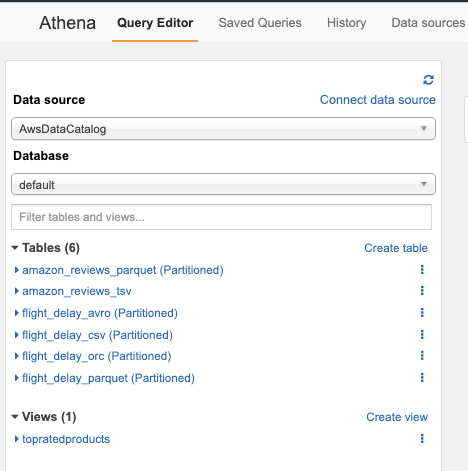 Athena Query Editor Saved Queries History Data sources
Data source Connect data source
AwsDataCatalog
Database
default
Filter tables and views...
Tables (6) Create table
amazon_reviews_parquet (Partitioned)
amazon_reviews_tsv
flight_delay_avro (Partitioned)
flight_delay_csv (Partitioned)
flight_delay_orc (Partitioned)
flight_delay_parquet (Partitioned)
Views (1) Create view
topratedproducts